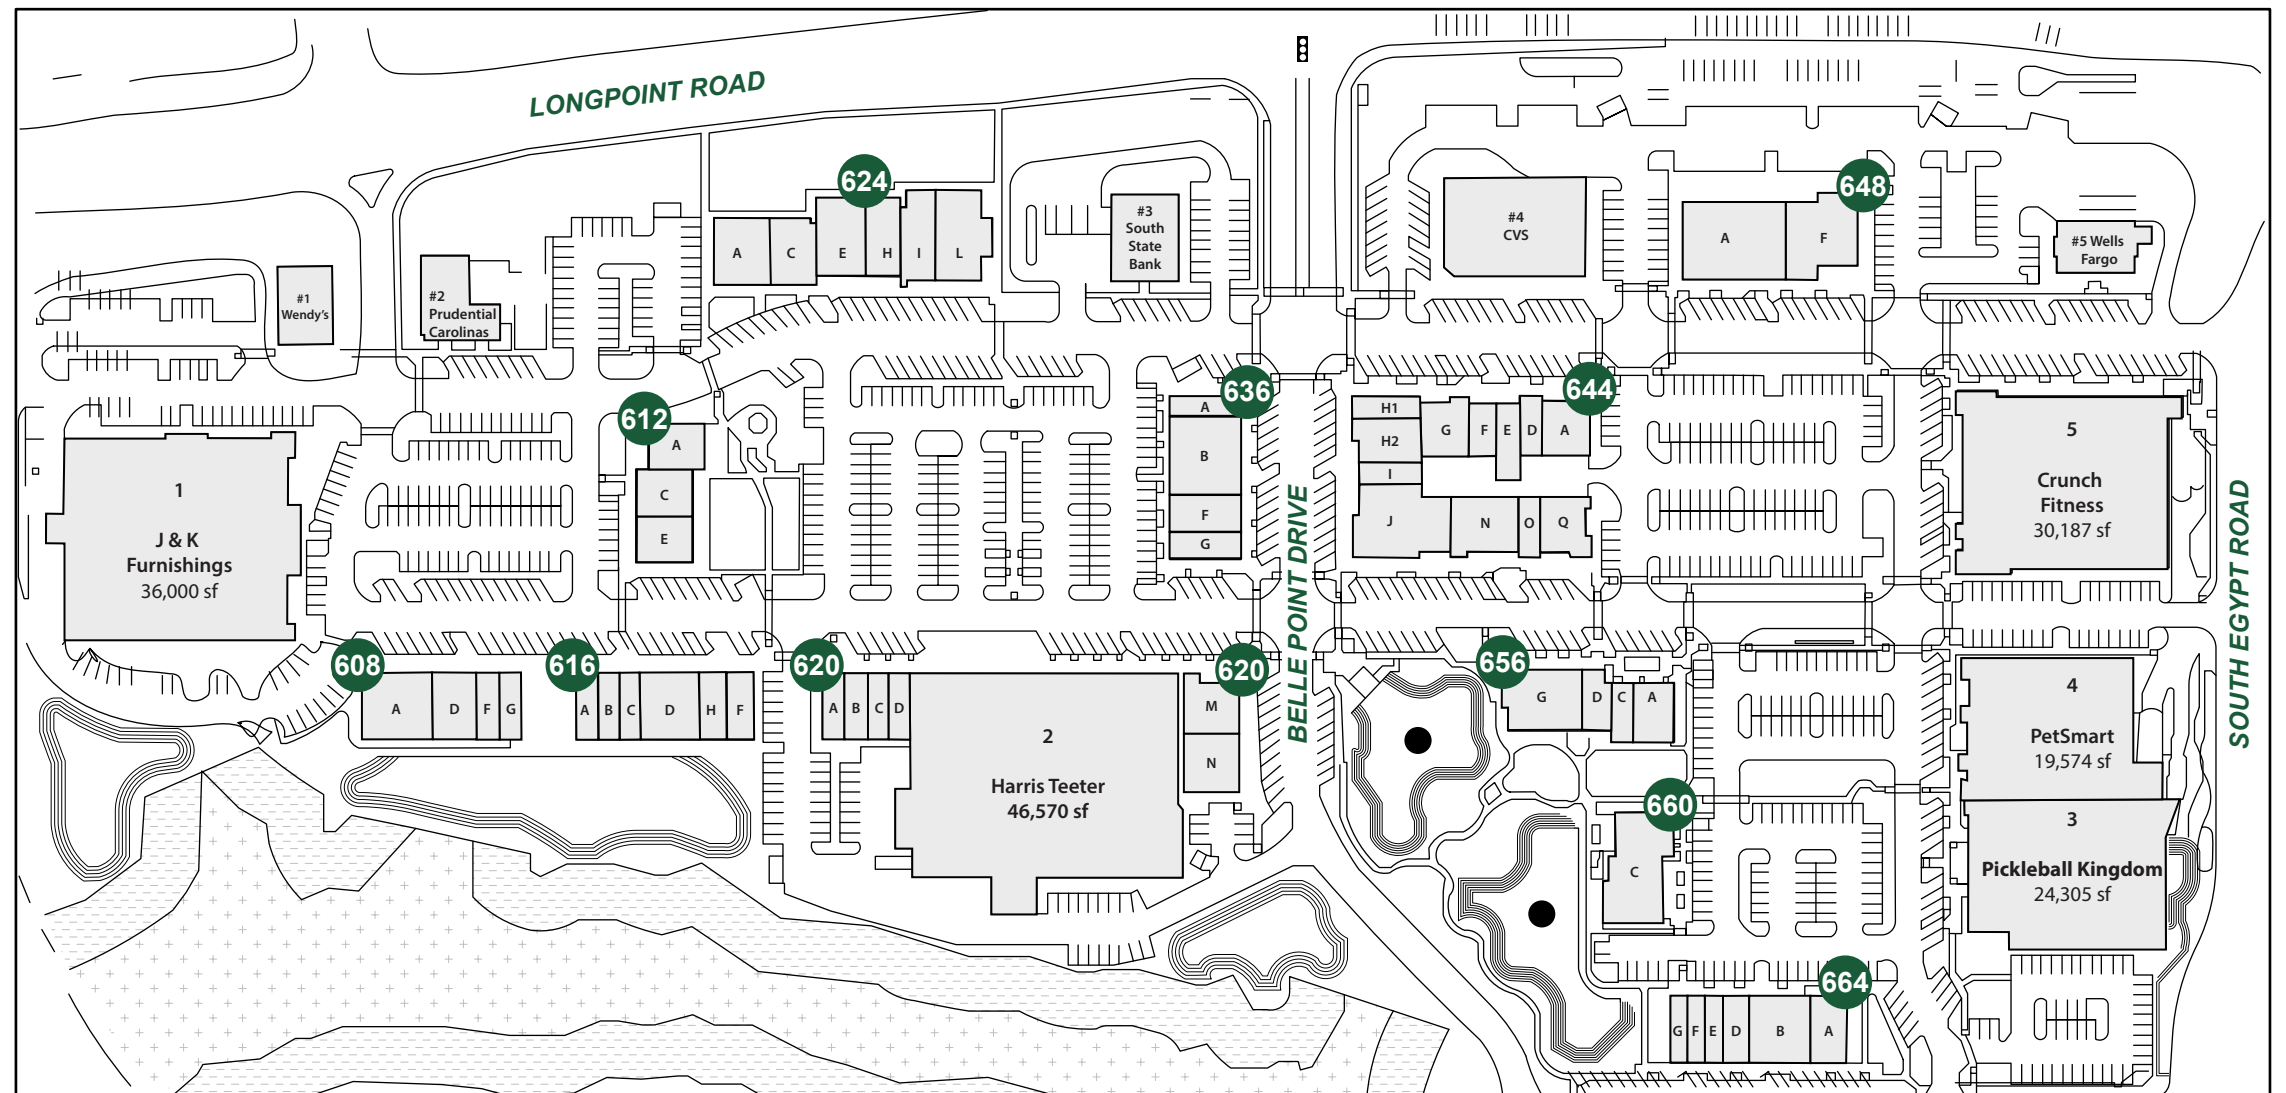 LONGPOINT ROAD
624
A
C
E
H
I
L
#3
South
State
Bank
#4
CVS
648
A
F
#5 Wells
Fargo
#1
Wendy's
#2
Prudential
Carolinas
612
A
C
E
636
A
B
F
G
644
H1
H2
I
J
G
F
E
D
A
N
O
Q
1
J & K
Furnishings
36,000 sf
5
Crunch
Fitness
30,187 sf
BELLE POINT DRIVE
SOUTH EGYPT ROAD
608
A
D
F
G
616
A
B
C
D
H
F
620
A
B
C
D
2
Harris Teeter
46,570 sf
620
M
N
656
G
D
C
A
4
PetSmart
19,574 sf
660
C
3
Pickleball Kingdom
24,305 sf
664
G
F
E
D
B
A